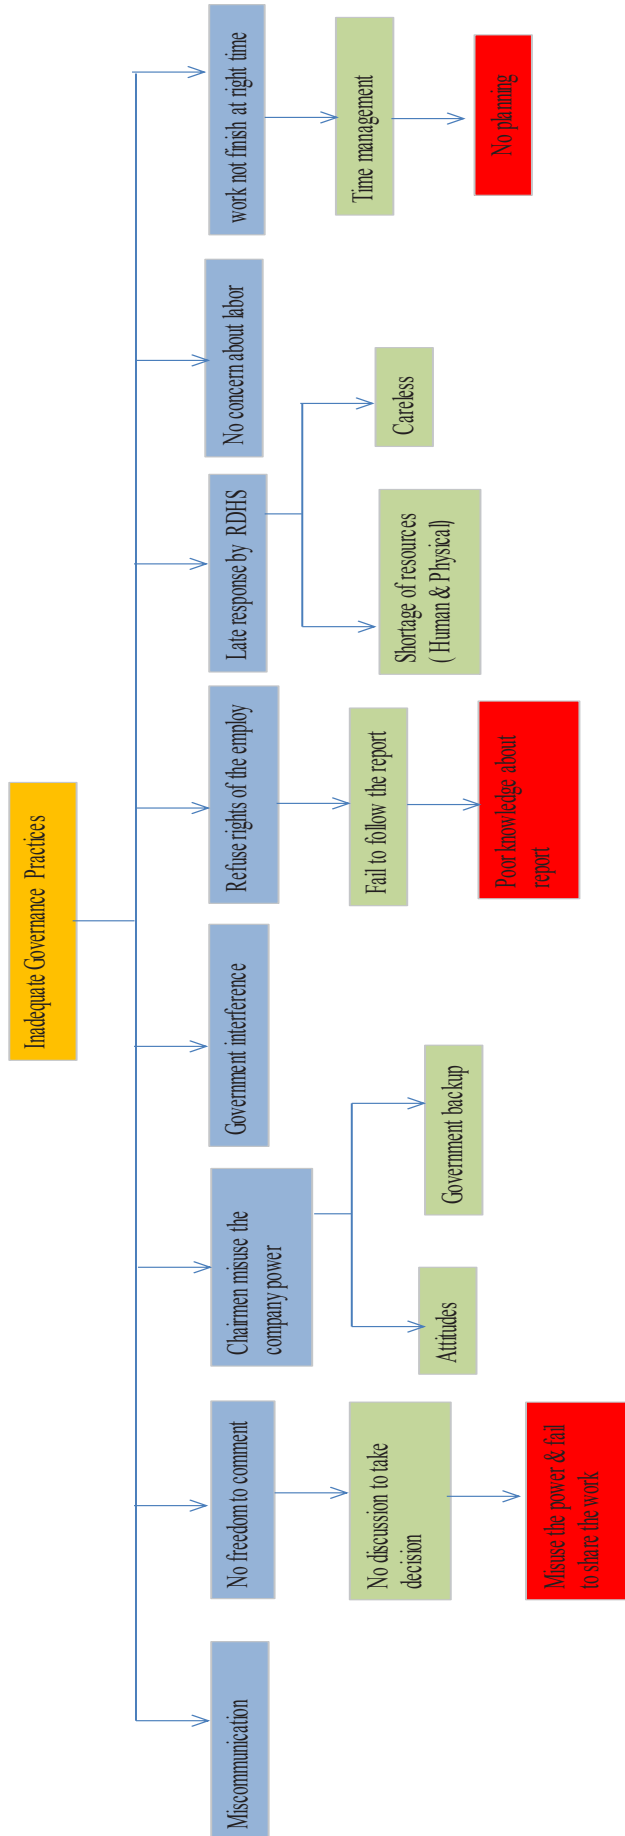 Inadequate Governance Practices
Miscommunication
No freedom to comment
Chairmen misuse the
company power
Government interference
Refuse rights of the employ
Late response by RDHS
No concern about labor
work not finish at right time
No discussion to take
decision
Attitudes
Government backup
Fail to follow the report
Shortage of resources
( Human & Physical)
Careless
Time management
Misuse the power & fail
to share the work
Poor knowledge about
report
No planning